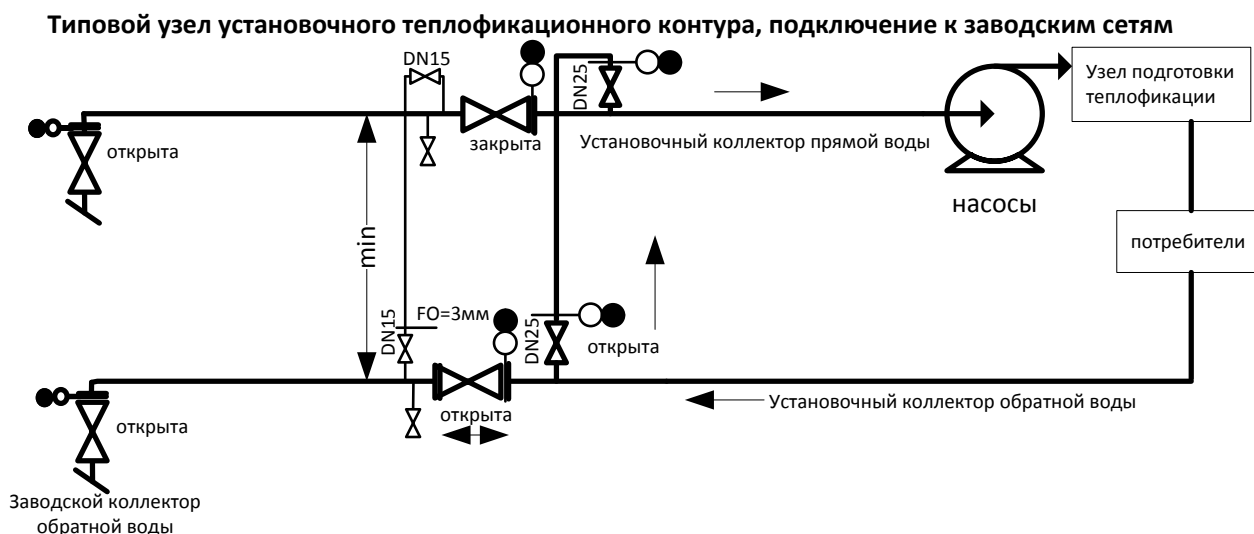 Типовой узел установочного теплофикационного контура, подключение к заводским сетям
DN15
DN25
Узел подготовки
теплофикации
открыта
закрыта
Установочный коллектор прямой воды
насосы
min
потребители
DN15
FO=3мм
DN25
открыта
открыта
открыта
Установочный коллектор обратной воды
Заводской коллектор
обратной воды